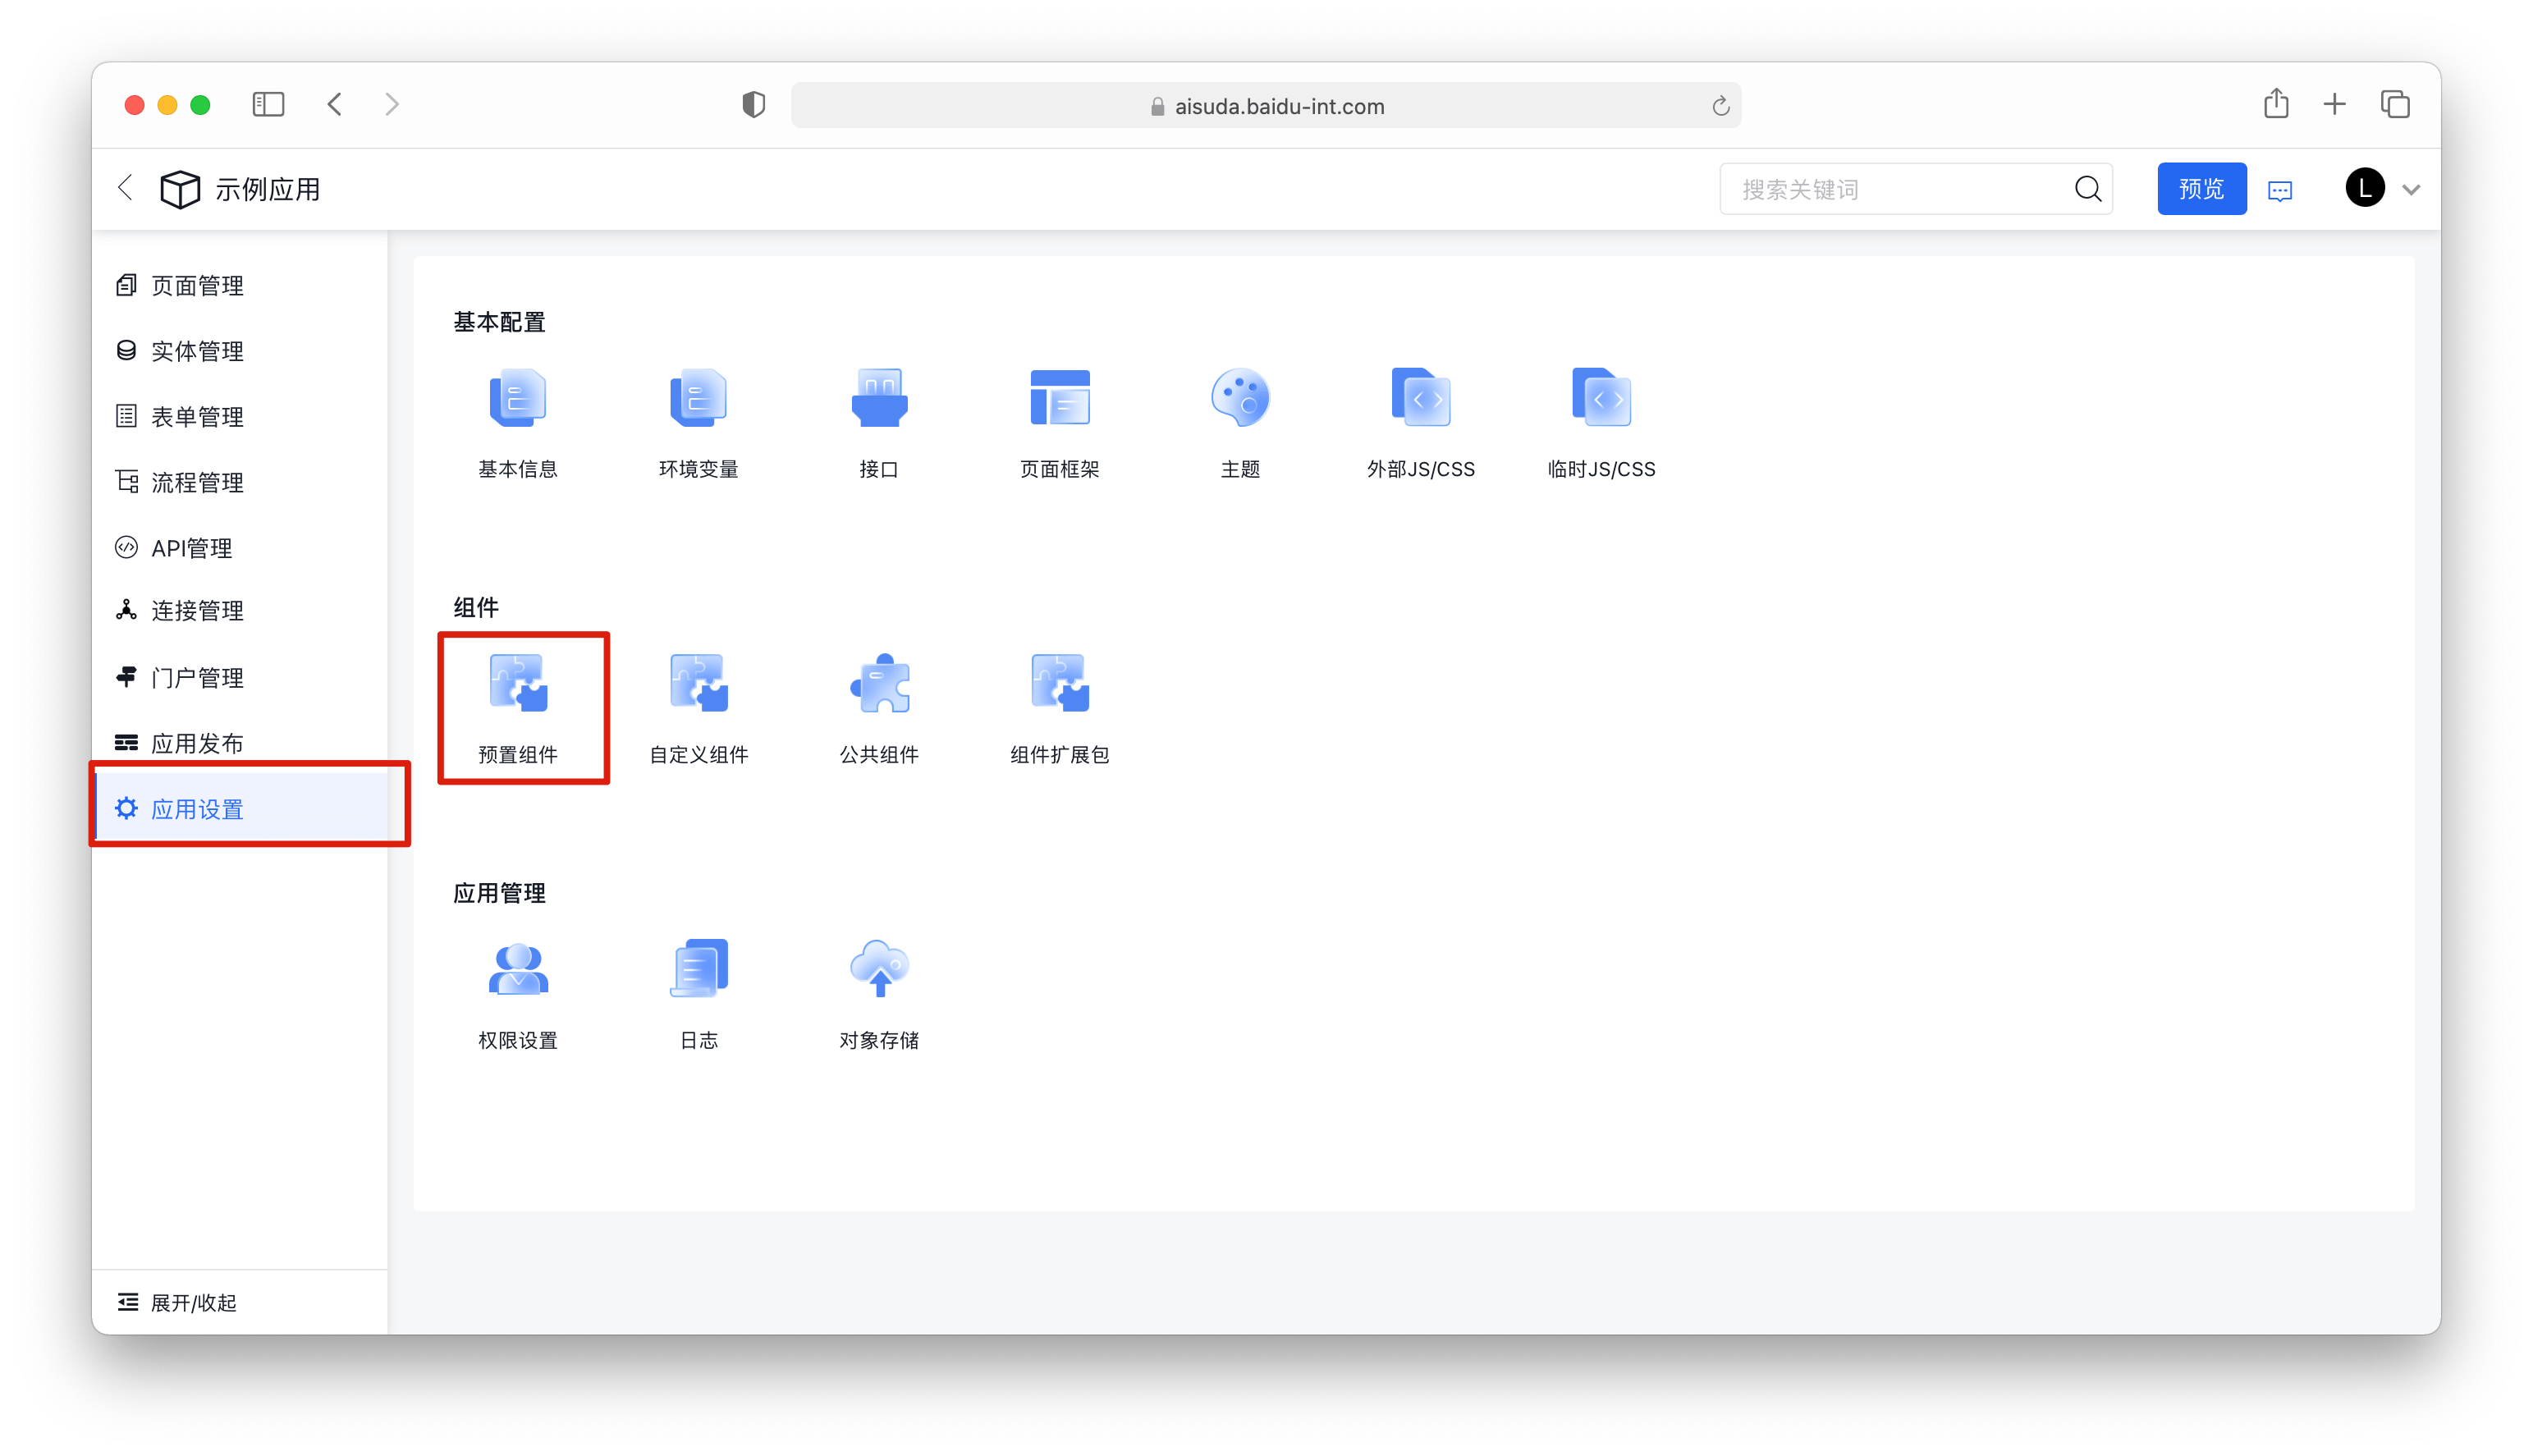 aisuda.baidu-int.com
示例应用
搜索关键词
预览
L
页面管理
实体管理
表单管理
流程管理
API管理
连接管理
门户管理
应用发布
应用设置
展开/收起
基本配置
基本信息
环境变量
接口
页面框架
主题
外部JS/CSS
临时JS/CSS
组件
预置组件
自定义组件
公共组件
组件扩展包
应用管理
权限设置
日志
对象存储